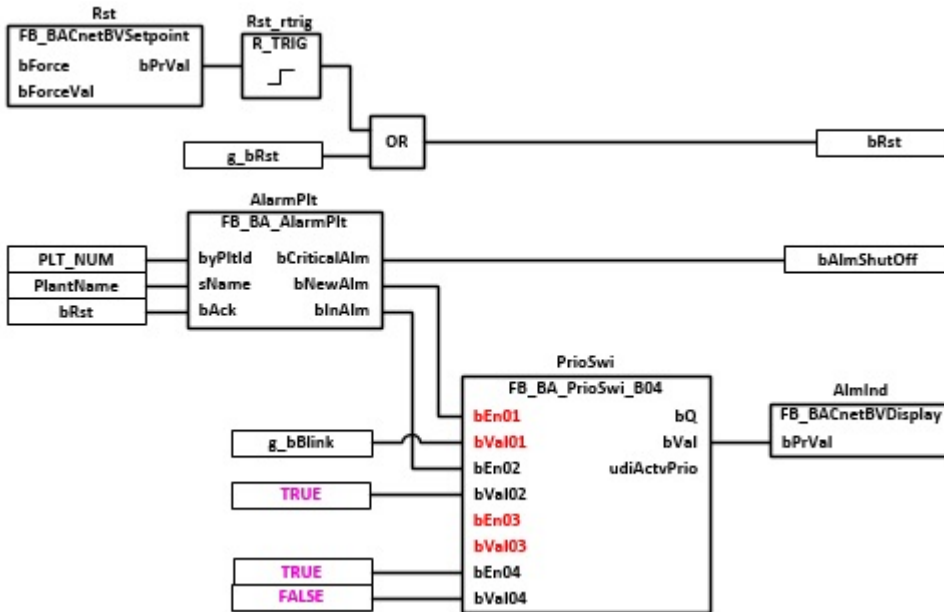 Rst
FB_BACnetBVSetpoint
bForce bPrVal
bForceVal
Rst_rtrig
R_TRIG
g_bRst
OR
bRst
AlarmPlt
FB_BA_AlarmPlt
PLT_NUM byPltId bCriticalAlm bAlmShutOff
PlantName sName bNewAlm
bRst bAck bInAlm
PrioSwi
FB_BA_PrioSwi_B04
AlmInd
FB_BACnetBVDisplay
bEn01 bQ
g_bBlink bVal01 bVal bPrVal
bEn02 udiActvPrio
TRUE bVal02
bEn03
bVal03
TRUE bEn04
FALSE bVal04